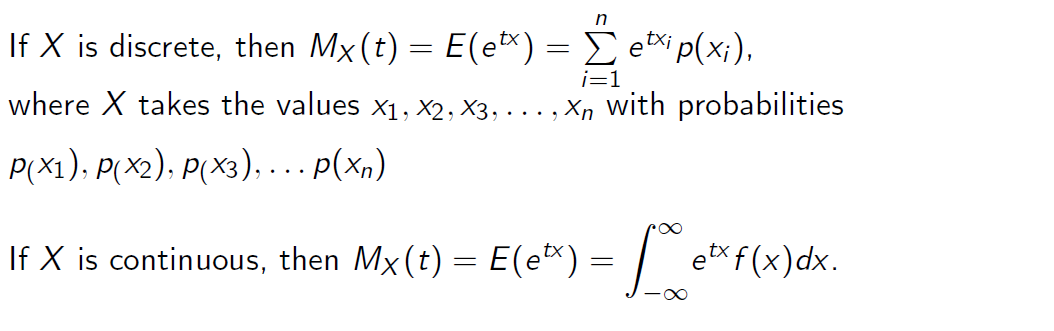 If X is discrete, then M_X(t) = E(e^{tx}) = \sum_{i=1}^{n} e^{tx_i} p(x_i),
where X takes the values x_1, x_2, x_3, . . . , x_n with probabilities
p(x_1), p(x_2), p(x_3), . . . p(x_n)
If X is continuous, then M_X(t) = E(e^{tx}) = \int_{-\infty}^{\infty} e^{tx} f(x)dx.